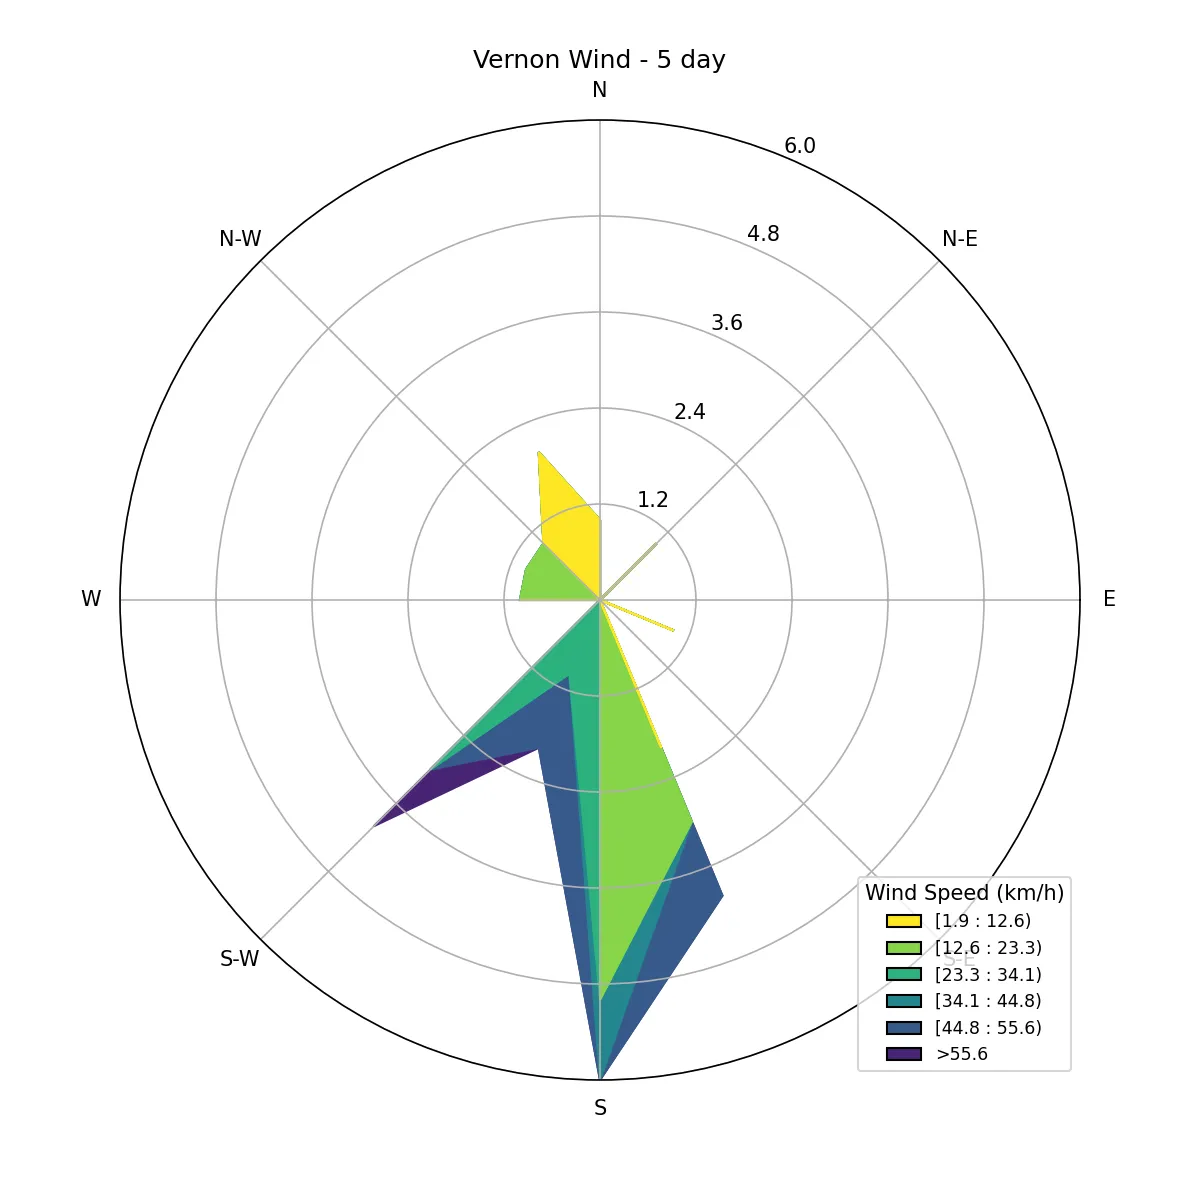 Vernon Wind - 5 day
N
6.0
4.8
N-W
N-E
3.6
2.4
1.2
W
E
Wind Speed (km/h)
[1.9 : 12.6)
[12.6 : 23.3)
S-W
S-E
[23.3 : 34.1)
[34.1 : 44.8)
[44.8 : 55.6)
>55.6
S